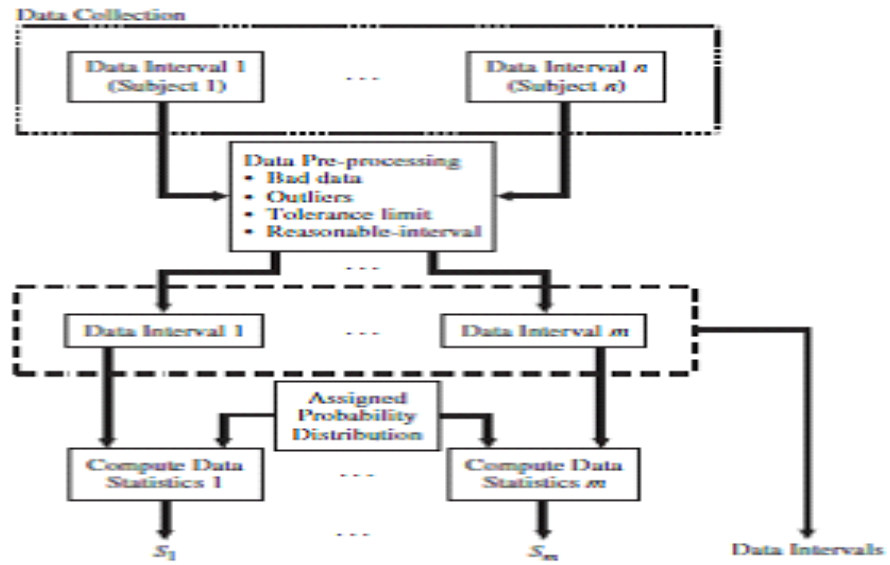 Data Collection
Data Interval 1
(Subject 1)
. . .
Data Interval n
(Subject n)
Data Pre-processing
• Bad data
• Outliers
• Tolerance limit
• Reasonable-interval
. . .
Data Interval 1
. . .
Data Interval m
Assigned
Probability
Distribution
Compute Data
Statistics 1
. . .
Compute Data
Statistics m
S1
. . .
Sm
Data Intervals